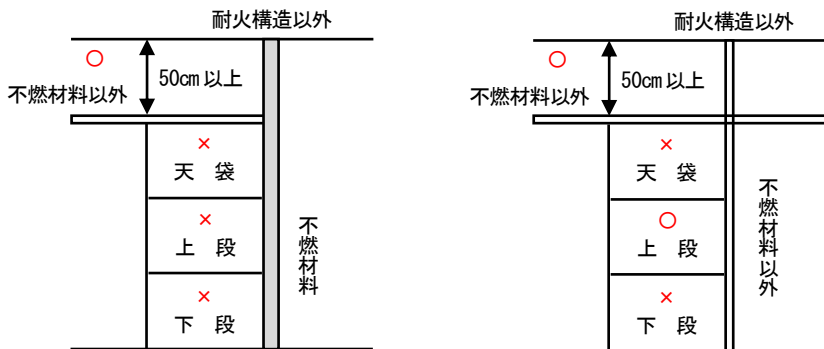 耐火構造以外
○
50cm以上
不燃材料以外
×
天 袋
×
上 段
×
下 段
不燃材料
耐火構造以外
○
50cm以上
不燃材料以外
×
天 袋
○
上 段
×
下 段
不燃材料以外